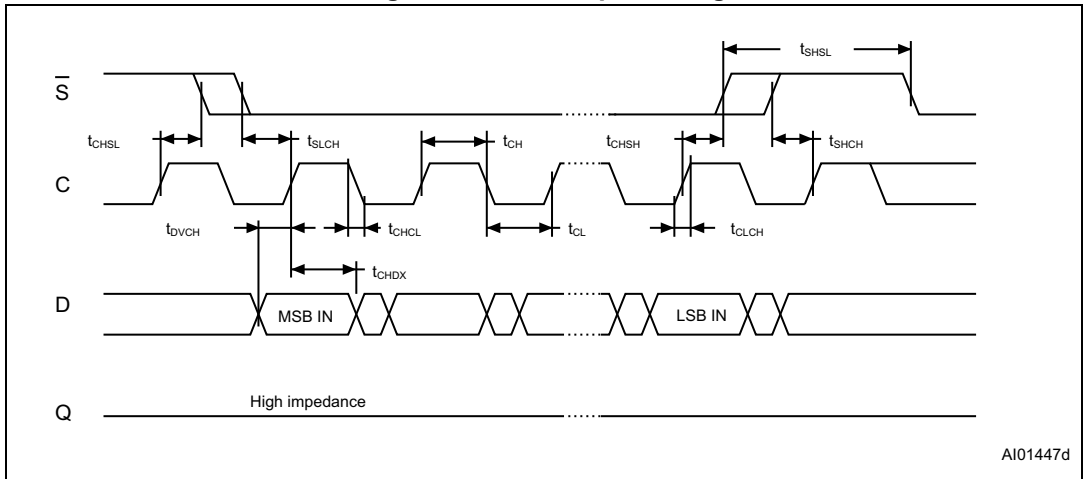 tSHSL
S̅
tCHSL
tSLCH
tCH
tCHSH
tSHCH
C
tDVCH
tCHCL
tCL
tCLCH
tCHDX
D
MSB IN
LSB IN
High impedance
Q
AI01447d